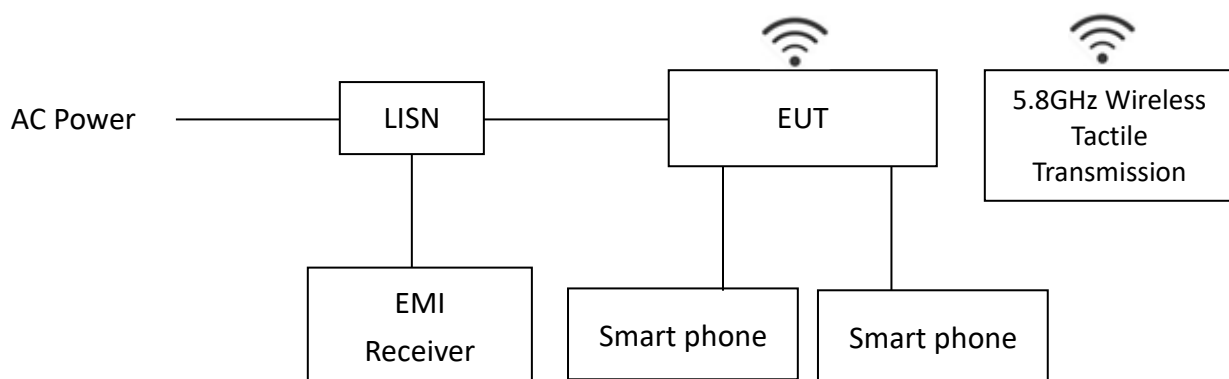 AC Power
LISN
EUT
5.8GHz Wireless
Tactile
Transmission
EMI
Receiver
Smart phone
Smart phone